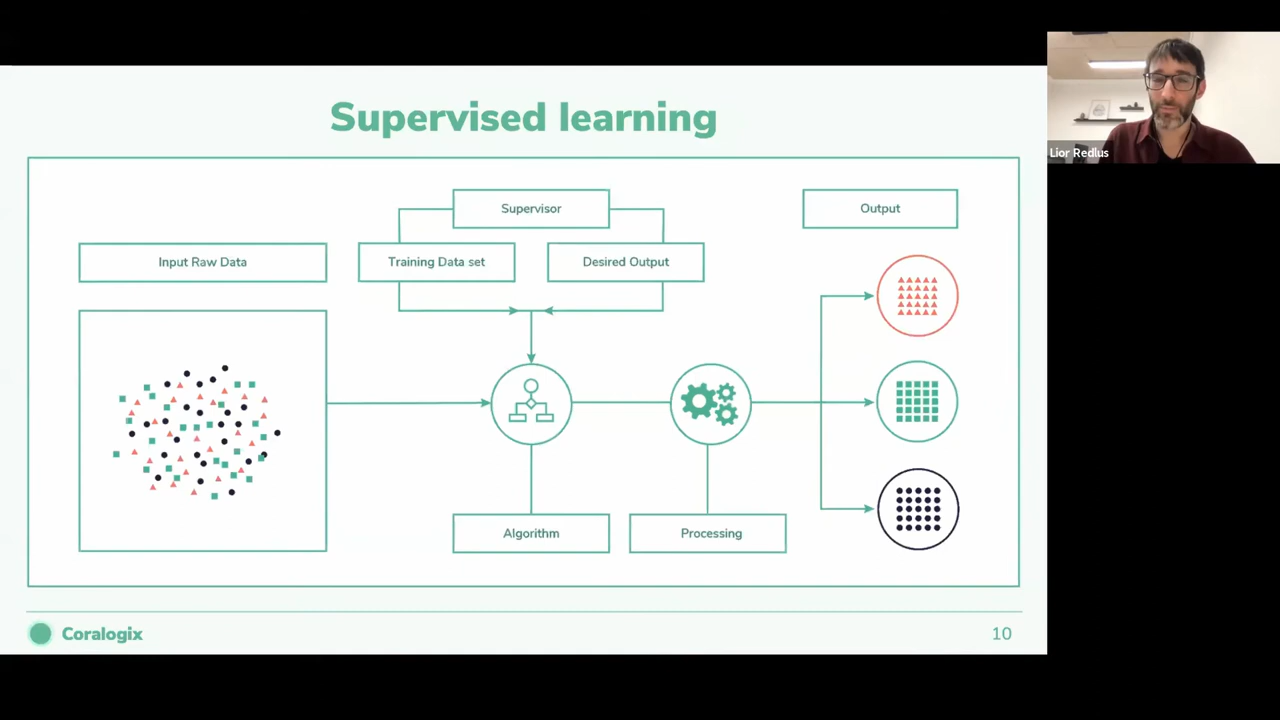 Supervised learning
Supervisor
Output
Input Raw Data
Training Data set
Desired Output
Algorithm
Processing
Coralogix
10
Lior Redlus